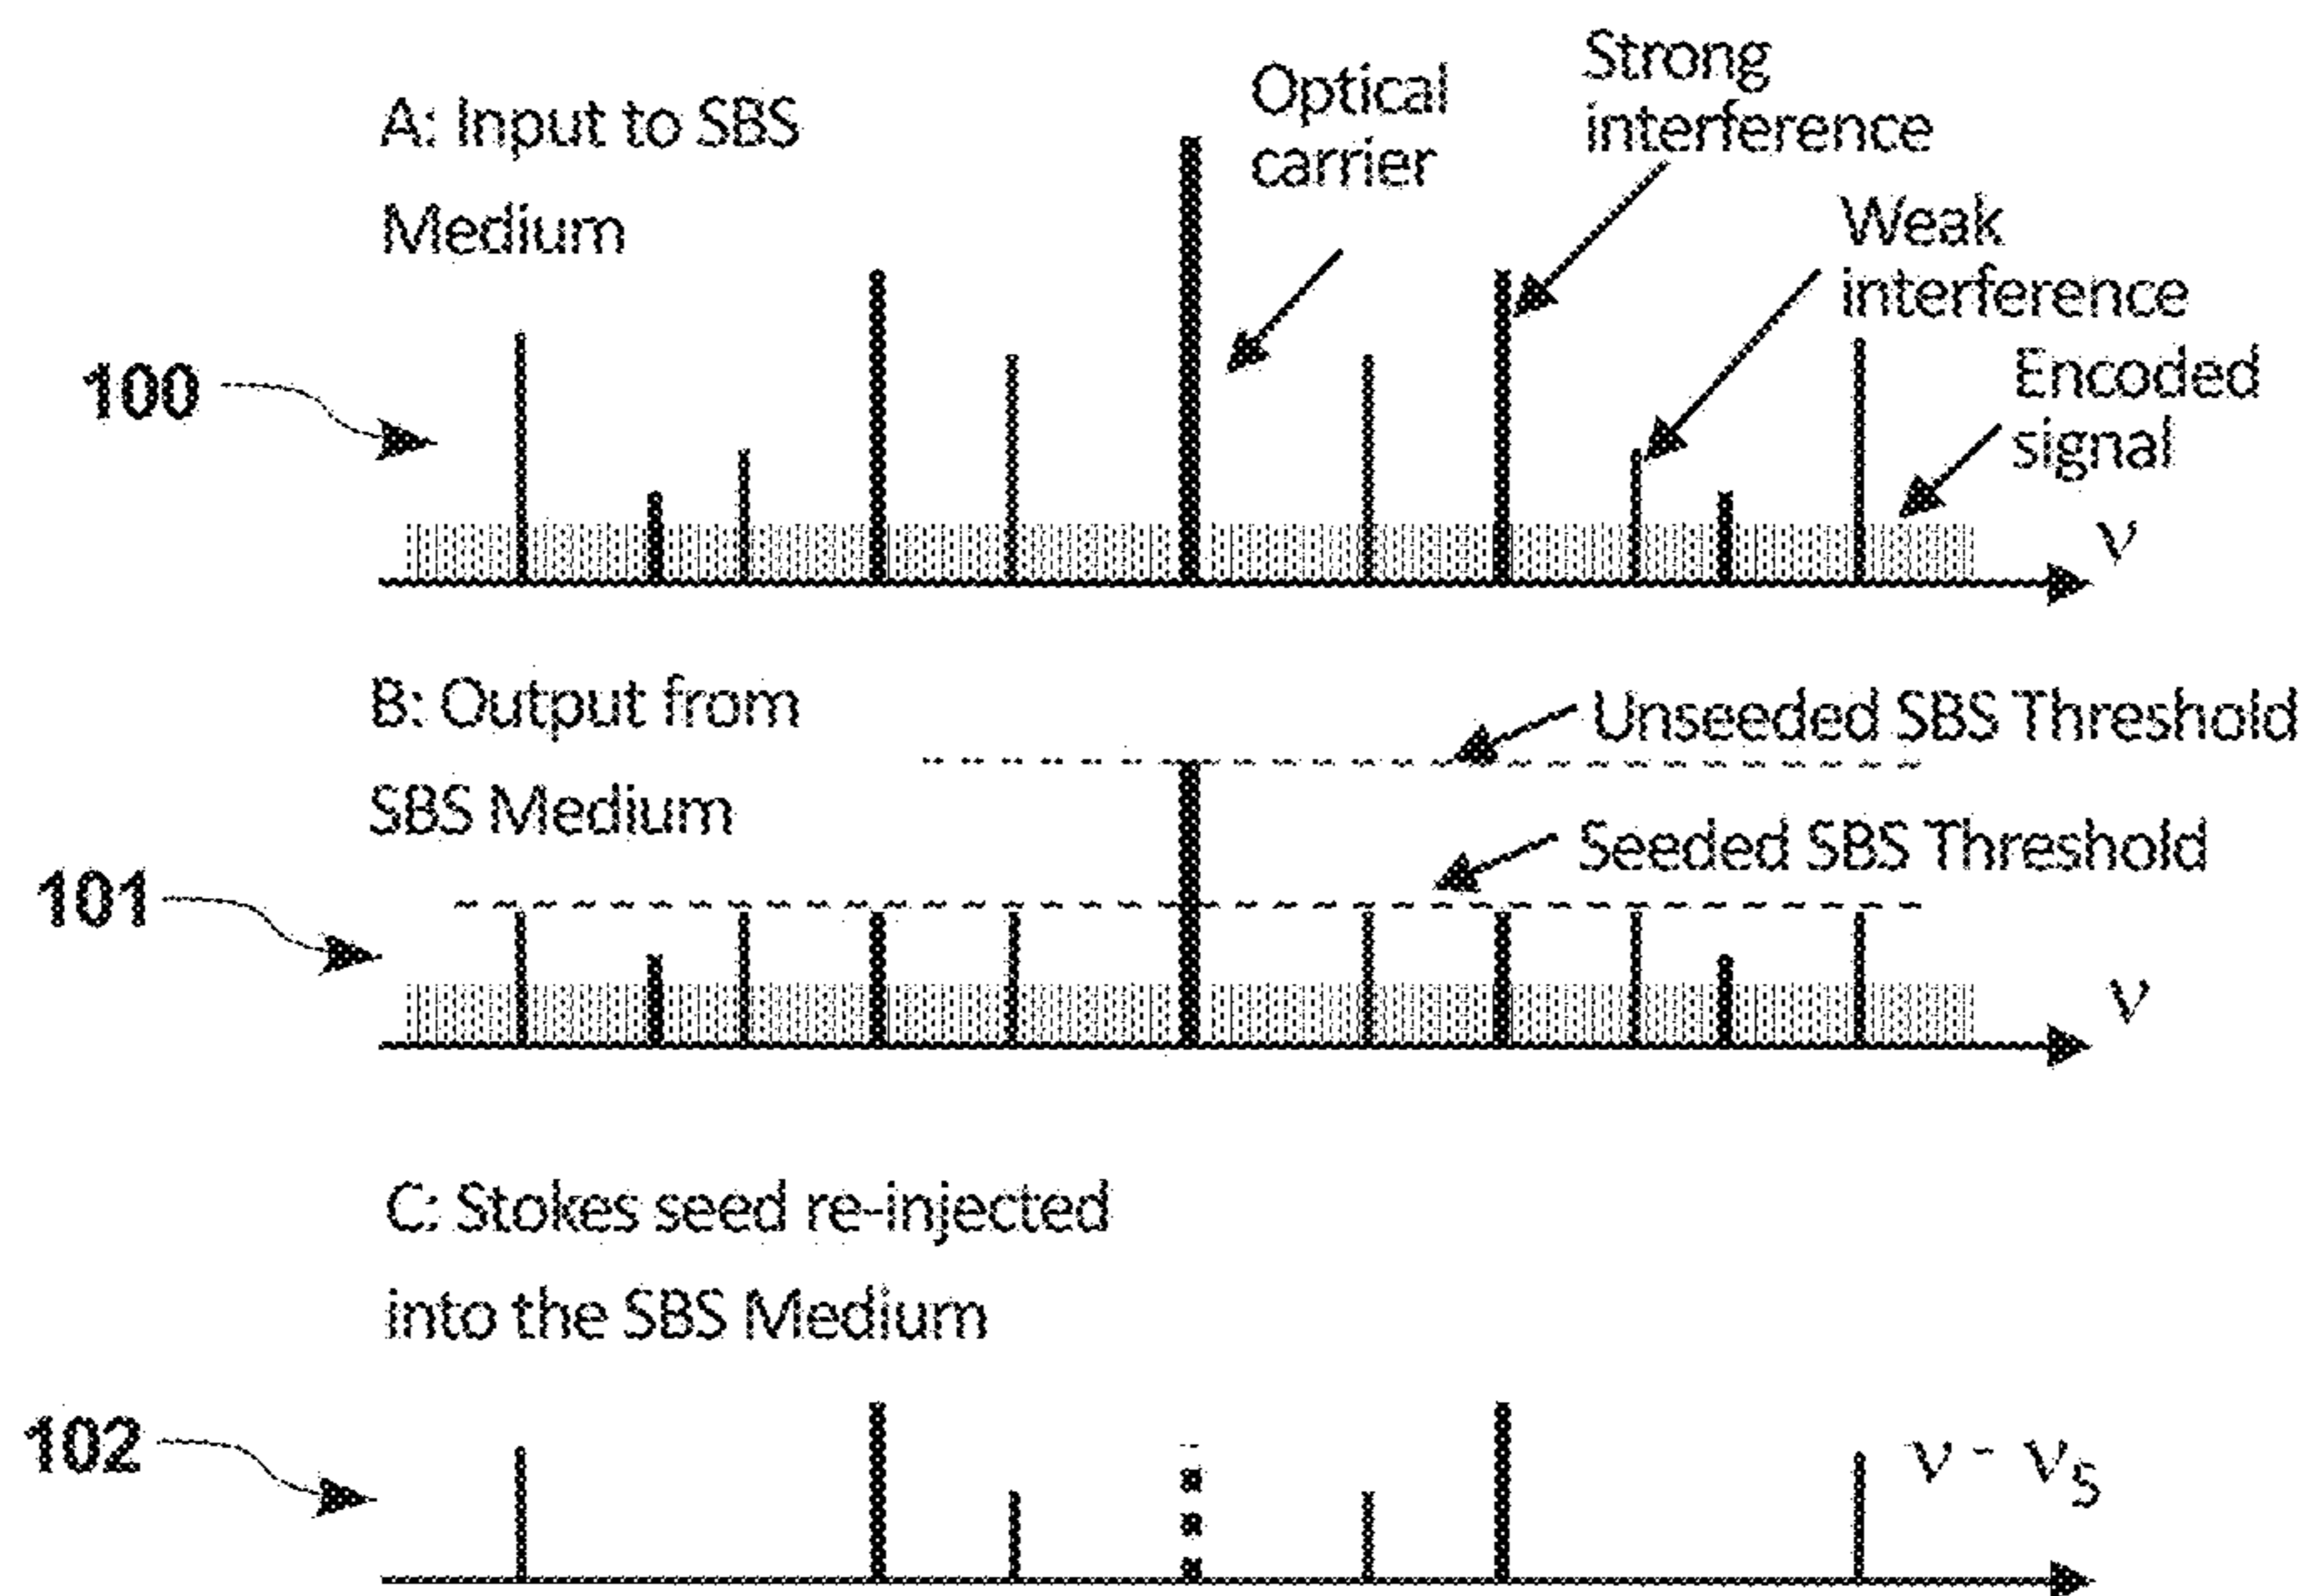 A: Input to SBS
Medium
Optical
carrier
Strong
interference
Weak
interference
Encoded
signal
100
ν
B: Output from
SBS Medium
Unseeded SBS Threshold
Seeded SBS Threshold
101
ν
C: Stokes seed re-injected
into the SBS Medium
102
ν - νS